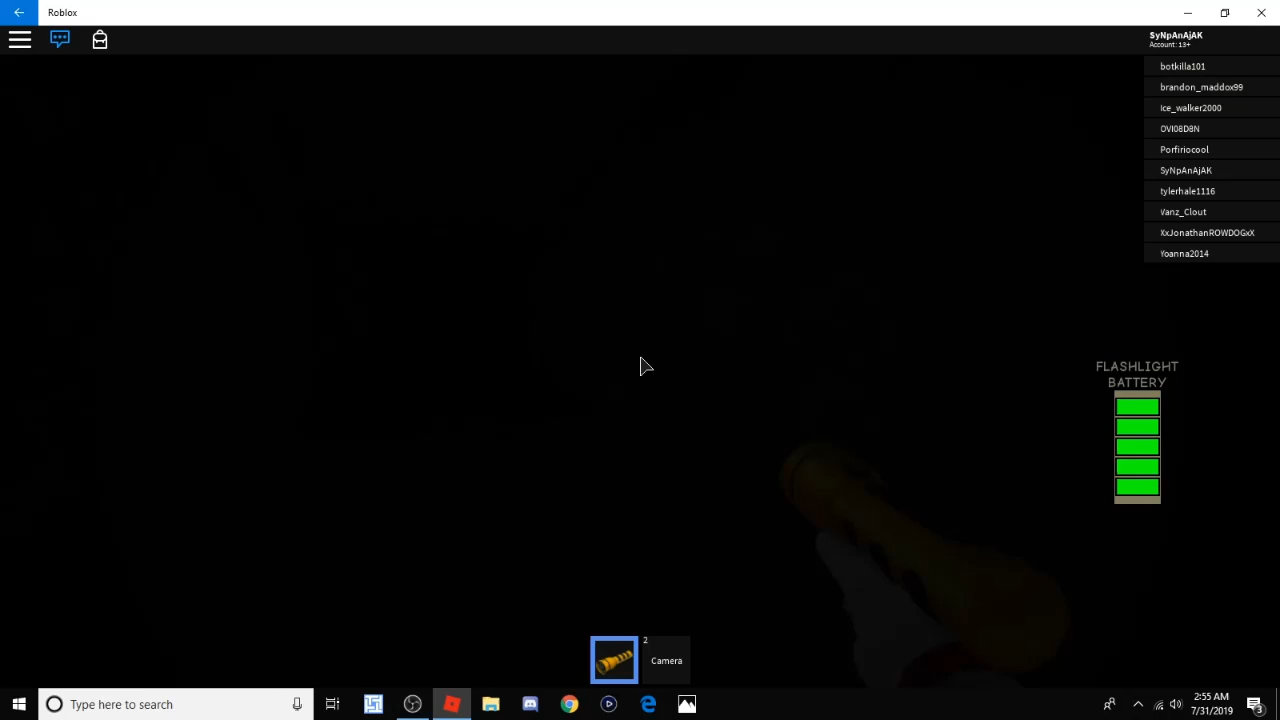 Roblox
SyNpAnAjAK
Account: 13+
botkilla101
brandon_maddox99
Ice_walker2000
OVI08D8N
Porfiriocool
SyNpAnAjAK
tylerhale1116
Vanz_Clout
XxJonathanROWDOGxX
Yoanna2014
FLASHLIGHT
BATTERY
2
Camera
Type here to search
2:55 AM
7/31/2019
3